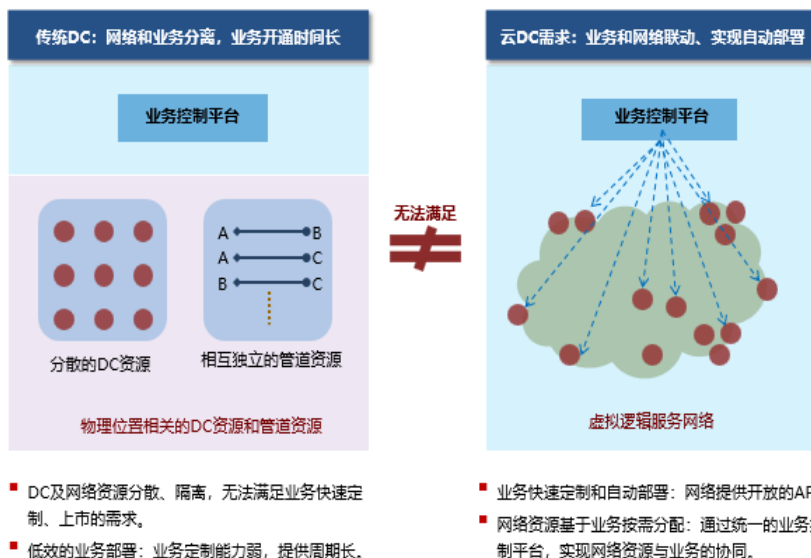 传统DC：网络和业务分离，业务开通时间长
业务控制平台
A B
A C
B C
分散的DC资源
相互独立的管道资源
物理位置相关的DC资源和管道资源
DC及网络资源分散、隔离，无法满足业务快速定
制、上市的需求。
低效的业务部署：业务定制能力弱，提供周期长。
无法满足
云DC需求：业务和网络联动、实现自动部署
业务控制平台
虚拟逻辑服务网络
业务快速定制和自动部署：网络提供开放的AP
网络资源基于业务按需分配：通过统一的业务
制平台，实现网络资源与业务的协同。